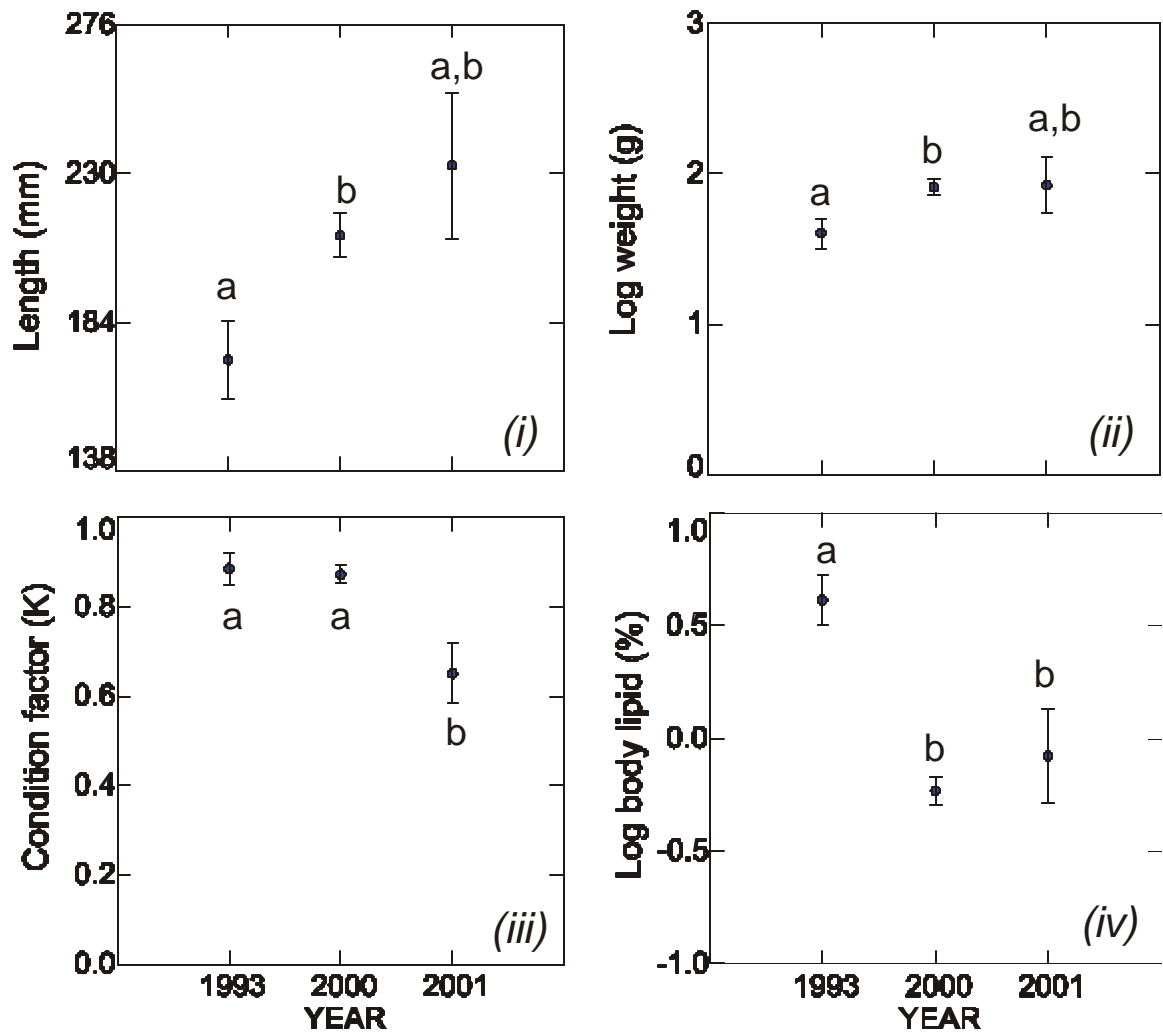 276
230
184
138
Length (mm)
a
b
a,b
(i)
3
2
1
0
Log weight (g)
a
b
a,b
(ii)
1.0
0.8
0.6
0.4
0.2
0.0
Condition factor (K)
a
a
b
(iii)
1993 2000 2001
YEAR
1.0
0.5
0.0
-0.5
-1.0
Log body lipid (%)
a
b
b
(iv)
1993 2000 2001
YEAR